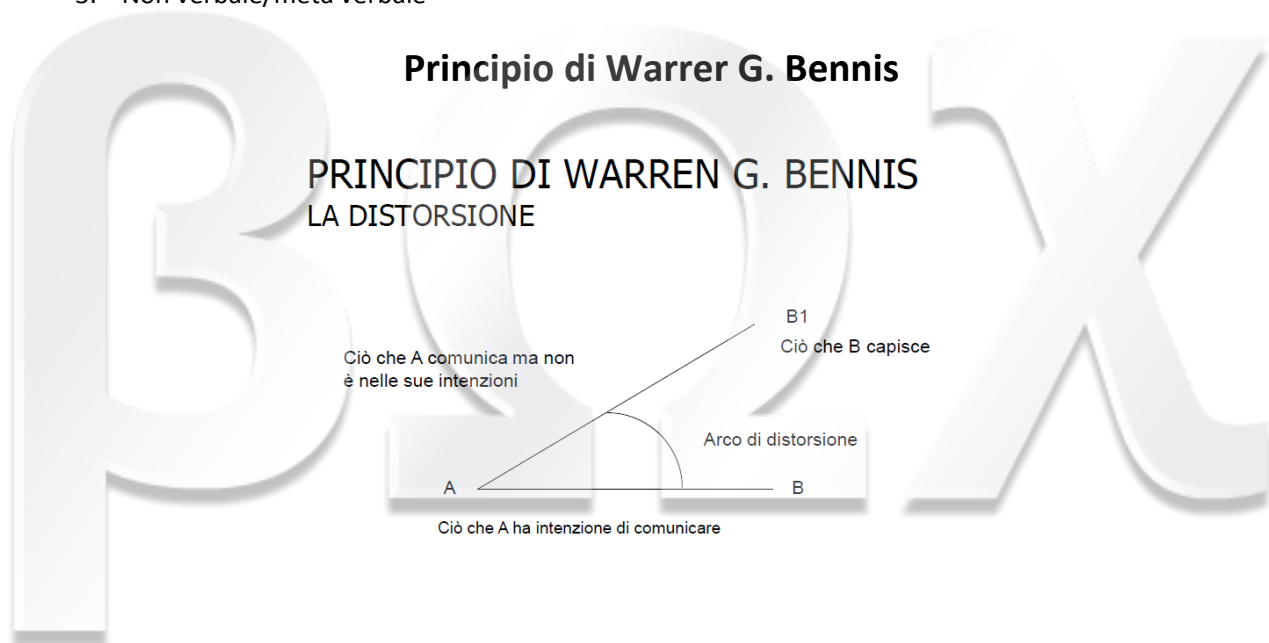 Non verbale/meta verbale
Principio di Warrer G. Bennis
PRINCIPIO DI WARREN G. BENNIS
LA DISTORSIONE
B1
Ciò che B capisce
Ciò che A comunica ma non
è nelle sue intenzioni
Arco di distorsione
A
B
Ciò che A ha intenzione di comunicare
βΩχ